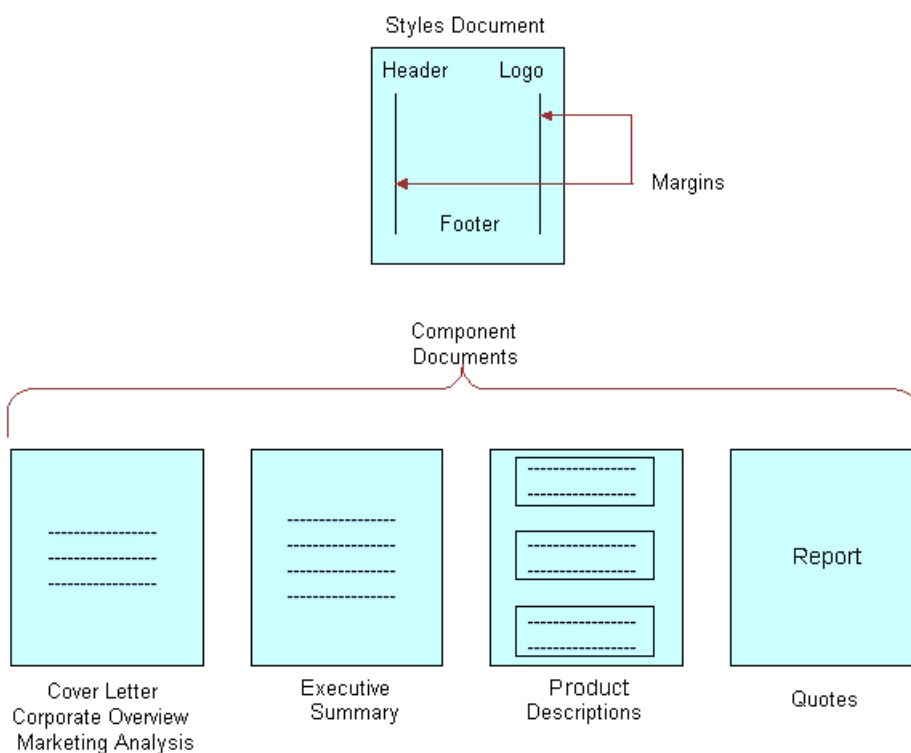 Styles Document
Header Logo
Margins
Footer
Component
Documents
Report
Cover Letter
Corporate Overview
Marketing Analysis
Executive
Summary
Product
Descriptions
Quotes